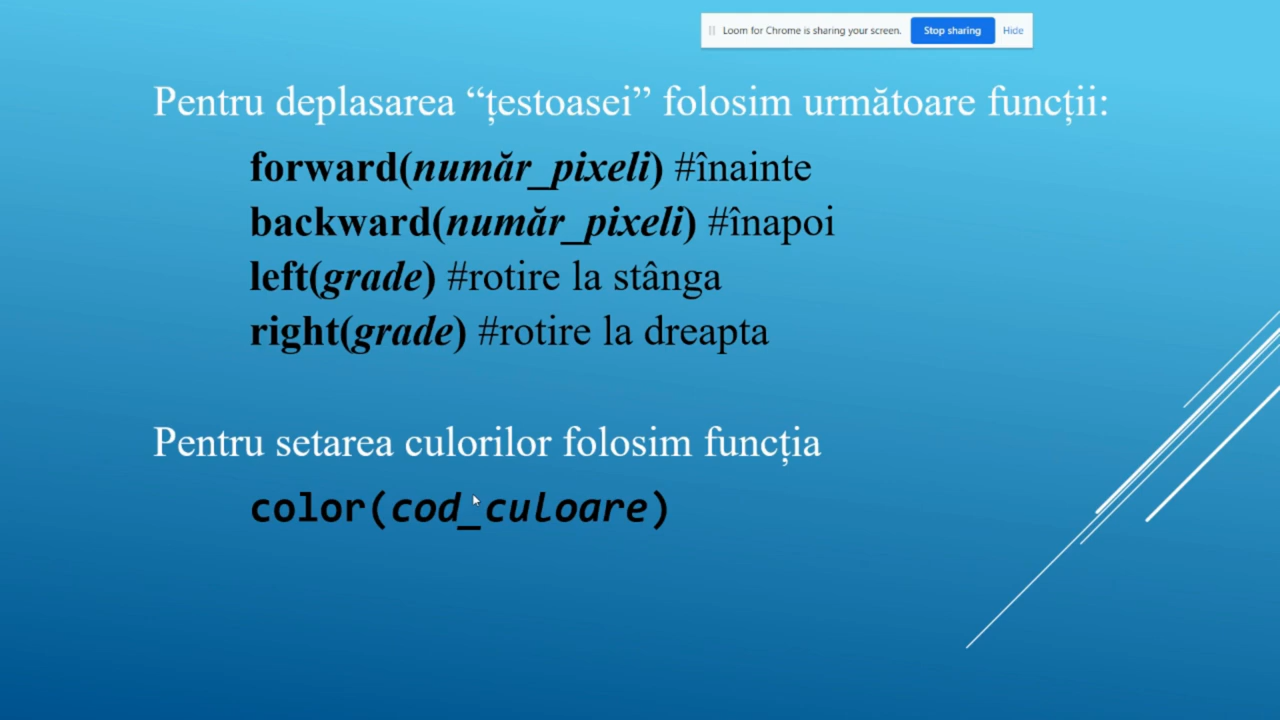 Loom for Chrome is sharing your screen. Stop sharing Hide
Pentru deplasarea “țestoasei” folosim următoare funcții:
forward(număr_pixeli) #înainte
backward(număr_pixeli) #înapoi
left(grade) #rotire la stânga
right(grade) #rotire la dreapta
Pentru setarea culorilor folosim funcția
color(cod_culoare)